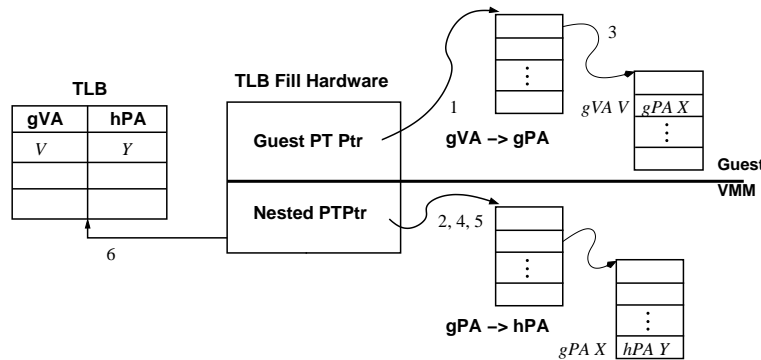 3
TLB
TLB Fill Hardware
gVA hPA
1
gVA V gPA X
V Y
Guest PT Ptr
gVA −> gPA
Guest
VMM
Nested PTPtr
2, 4, 5
6
gPA −> hPA
gPA X hPA Y